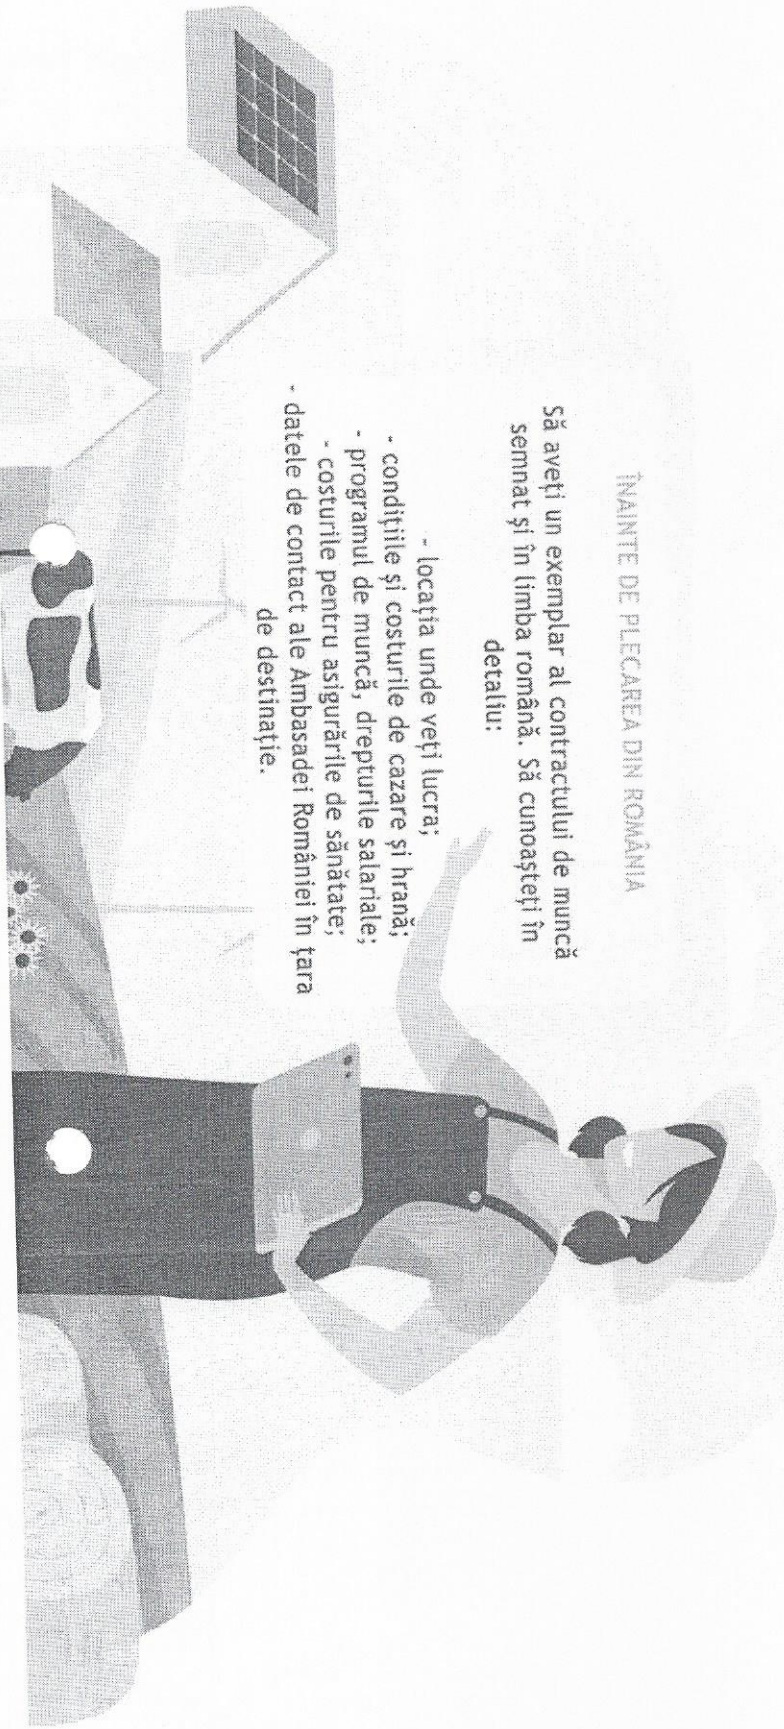 ÎNAINTE DE PLECAREA DIN ROMÂNIA
Să aveți un exemplar al contractului de muncă
semnat și în limba română. Să cunoașteți în
detaliu:
- locația unde veți lucra;
- condițiile și costurile de cazare și hrană;
- programul de muncă, drepturile salariale;
- costurile pentru asigurările de sănătate;
- datele de contact ale Ambasadei României în țara
de destinație.